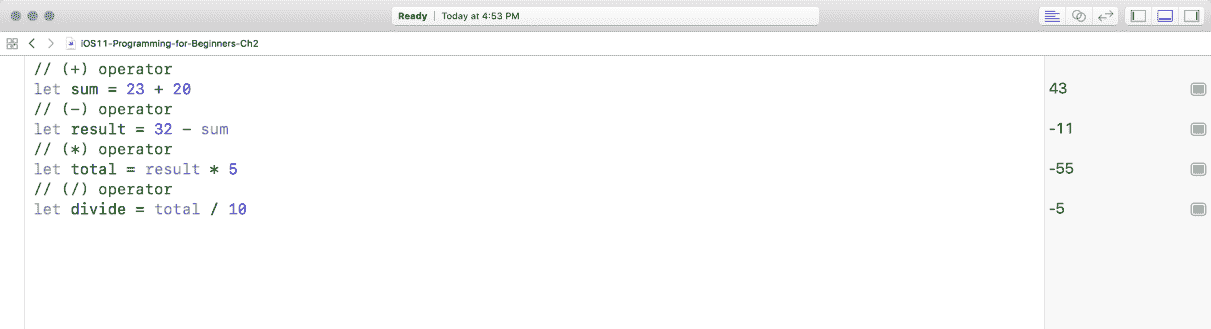 Ready | Today at 4:53 PM
iOS11-Programming-for-Beginners-Ch2
// (+) operator
let sum = 23 + 20
43
// (-) operator
let result = 32 - sum
-11
// (*) operator
let total = result * 5
-55
// (/) operator
let divide = total / 10
-5